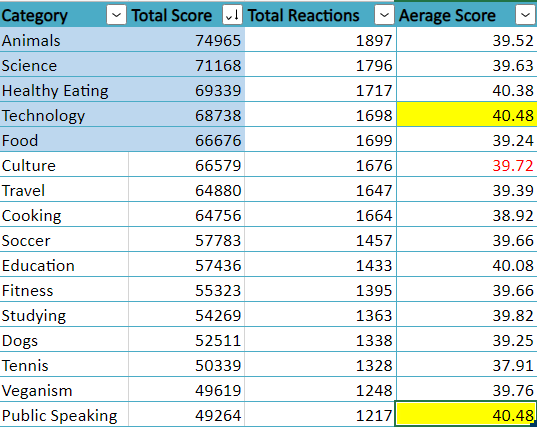 Category Total Score Total Reactions Aerage Score
Animals 74965 1897 39.52
Science 71168 1796 39.63
Healthy Eating 69339 1717 40.38
Technology 68738 1698 40.48
Food 66676 1699 39.24
Culture 66579 1676 39.72
Travel 64880 1647 39.39
Cooking 64756 1664 38.92
Soccer 57783 1457 39.66
Education 57436 1433 40.08
Fitness 55323 1395 39.66
Studying 54269 1363 39.82
Dogs 52511 1338 39.25
Tennis 50339 1328 37.91
Veganism 49619 1248 39.76
Public Speaking 49264 1217 40.48